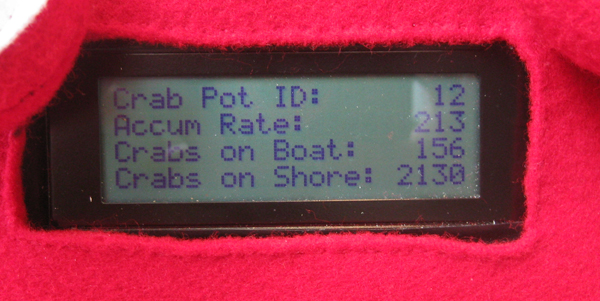 Crab Pot ID: 12
Accum Rate: 213
Crabs on Boat: 156
Crabs on Shore: 2130